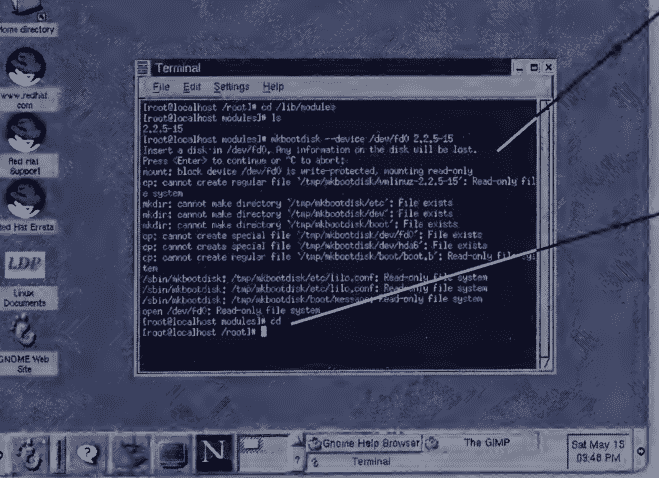 Home directory
www.redhat.
com
Red Hat
Support
Red Hat Errata
LDP
Linux
Documents
GNOME Web
Site
Terminal
File Edit Settings Help
[root@localhost /root]# cd /lib/modules
[root@localhost modules]# ls
2.2.5-15
[root@localhost modules]# mkbootdisk --device /dev/fd0 2.2.5-15
Insert a disk in /dev/fd0. Any information on the disk will be lost.
Press <Enter> to continue or ^C to abort:
mount: block device /dev/fd0 is write-protected, mounting read-only
cp: cannot create regular file `/tmp/mkbootdisk/vmlinuz-2.2.5-15': Read-only fil
e system
mkdir: cannot make directory `/tmp/mkbootdisk/etc': File exists
mkdir: cannot make directory `/tmp/mkbootdisk/dev': File exists
mkdir: cannot make directory `/tmp/mkbootdisk/boot': File exists
cp: cannot create special file `/tmp/mkbootdisk/dev/fd0': File exists
cp: cannot create special file `/tmp/mkbootdisk/dev/hda6': File exists
cp: cannot create regular file `/tmp/mkbootdisk/boot/boot.b': Read-only file sys
tem
/sbin/mkbootdisk: /tmp/mkbootdisk/etc/lilo.conf: Read-only file system
/sbin/mkbootdisk: /tmp/mkbootdisk/etc/lilo.conf: Read-only file system
/sbin/mkbootdisk: /tmp/mkbootdisk/boot/message: Read-only file system
open /dev/fd0: Read-only file system
[root@localhost modules]# cd
[root@localhost /root]#
N
?
Gnome Help Browser
The GIMP
Terminal
Sat May 15
03:46 PM